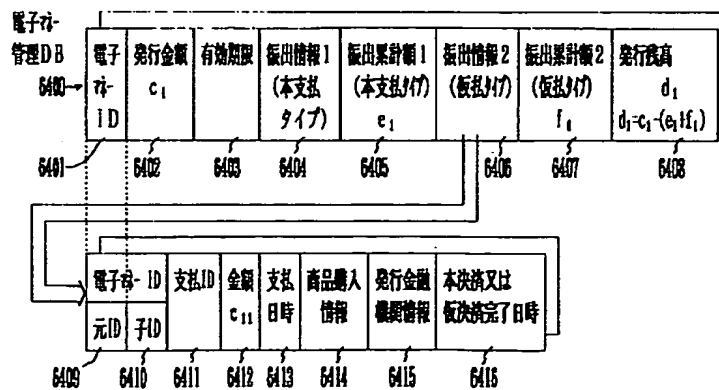 電子マネー
管理DB
6400
電子
マネー
ID
発行金額
c₁
有効期限
振出情報1
(本支払
タイプ)
振出累計額1
(本支払タイプ)
e₁
振出情報2
(仮払タイプ)
振出累計額2
(仮払タイプ)
f₁
発行残高
d₁
d₁=c₁-(e₁+f₁)
6401
6402
6403
6404
6405
6406
6407
6408
電子マネー ID
元ID
子ID
支払ID
金額
c₁₁
支払
日時
商品購入
情報
発行金融
機関情報
本決済又は
仮決済完了日時
6409
6410
6411
6412
6413
6414
6415
6416